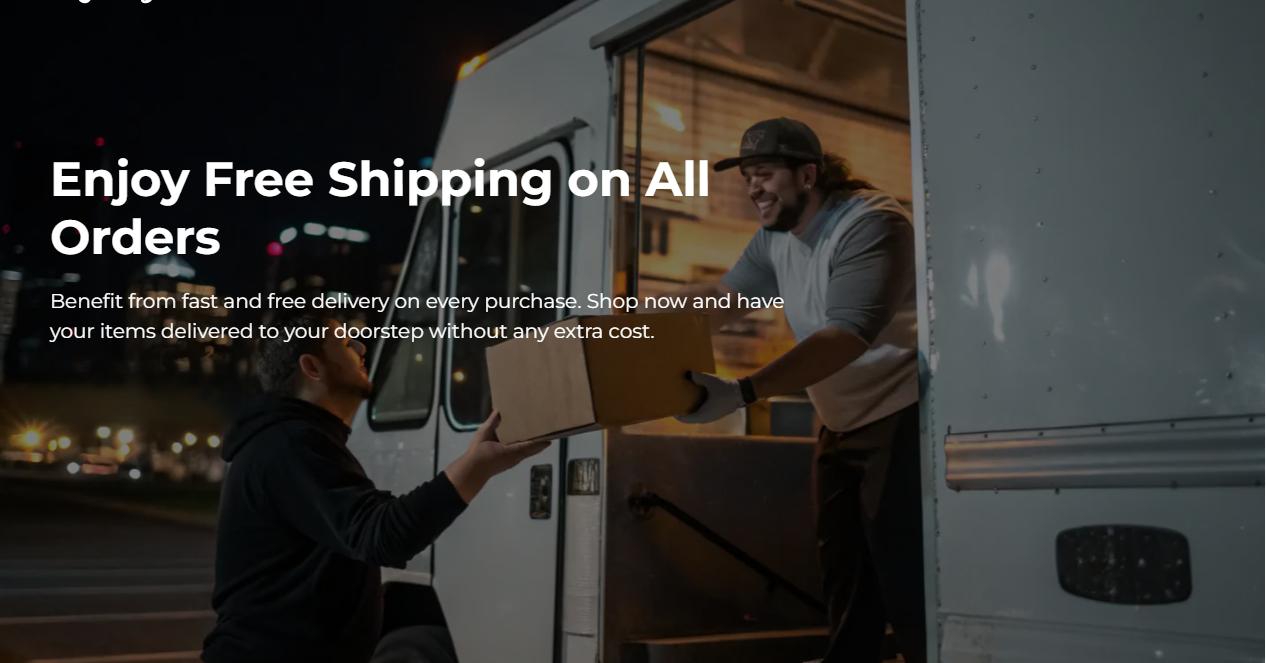 Enjoy Free Shipping on All
Orders
Benefit from fast and free delivery on every purchase. Shop now and have
your items delivered to your doorstep without any extra cost.